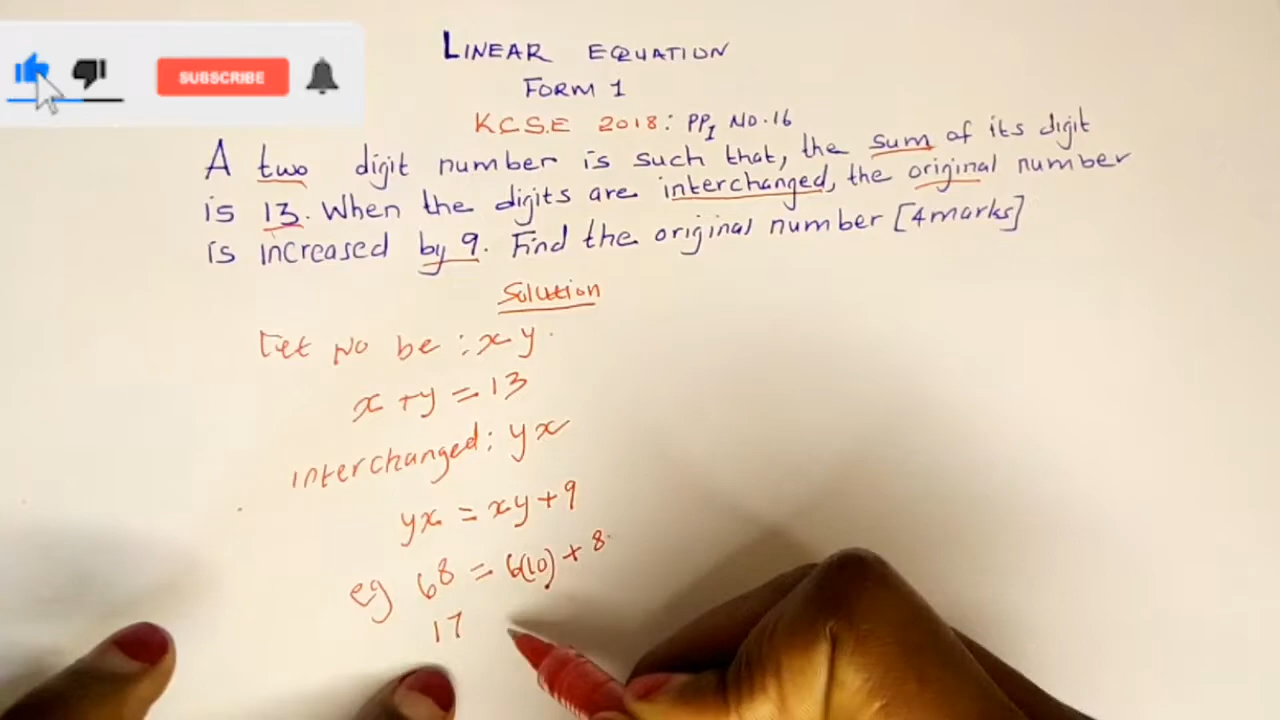 SUBSCRIBE
LINEAR EQUATION
FORM 1
K.C.S.E 2018: PP1 NO.16
A two digit number is such that, the sum of its digit
is 13. When the digits are interchanged, the original number
is increased by 9. Find the original number [4marks]
Solution
Let No be : xy.
x + y = 13
interchanged: yx
yx = xy + 9
eg 68 = 6(10) + 8.
17